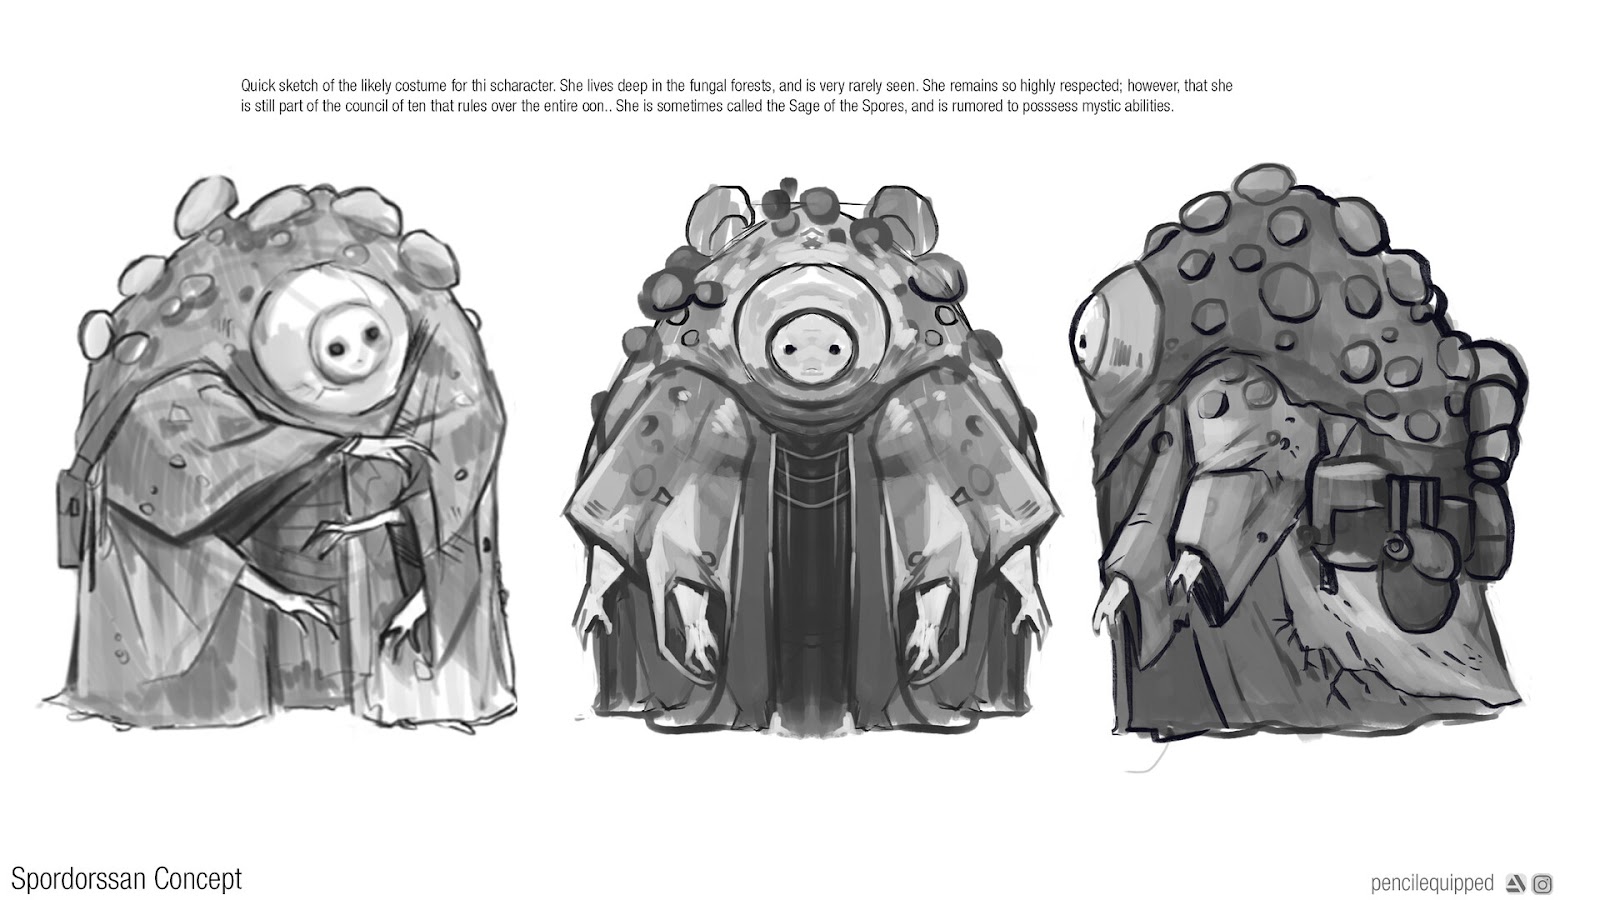 Quick sketch of the likely costume for thi scharacter. She lives deep in the fungal forests, and is very rarely seen. She remains so highly respected; however, that she
is still part of the council of ten that rules over the entire oon.. She is sometimes called the Sage of the Spores, and is rumored to posssess mystic abilities.
Spordorssan Concept
pencilequipped